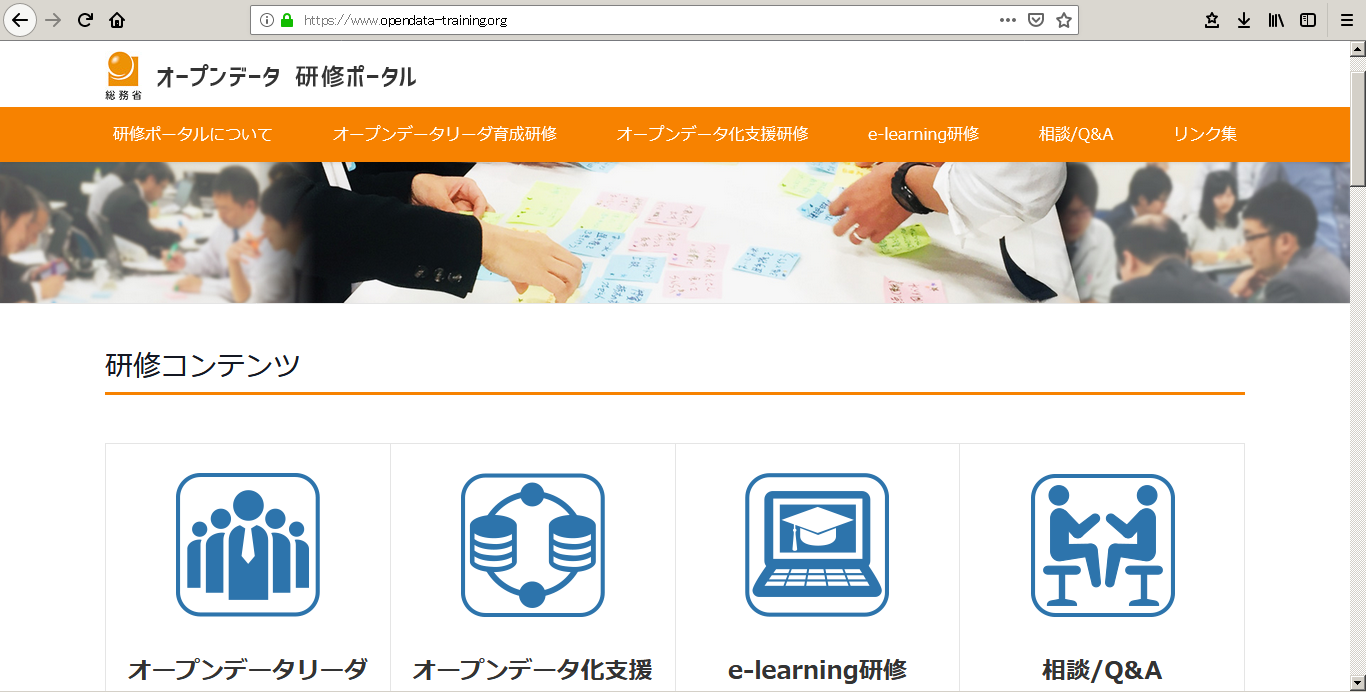 https://www.opendata-training.org
総務省
オープンデータ 研修ポータル
研修ポータルについて
オープンデータリーダ育成研修
オープンデータ化支援研修
e-learning研修
相談/Q&A
リンク集
研修コンテンツ
オープンデータリーダ
オープンデータ化支援
e-learning研修
相談/Q&A